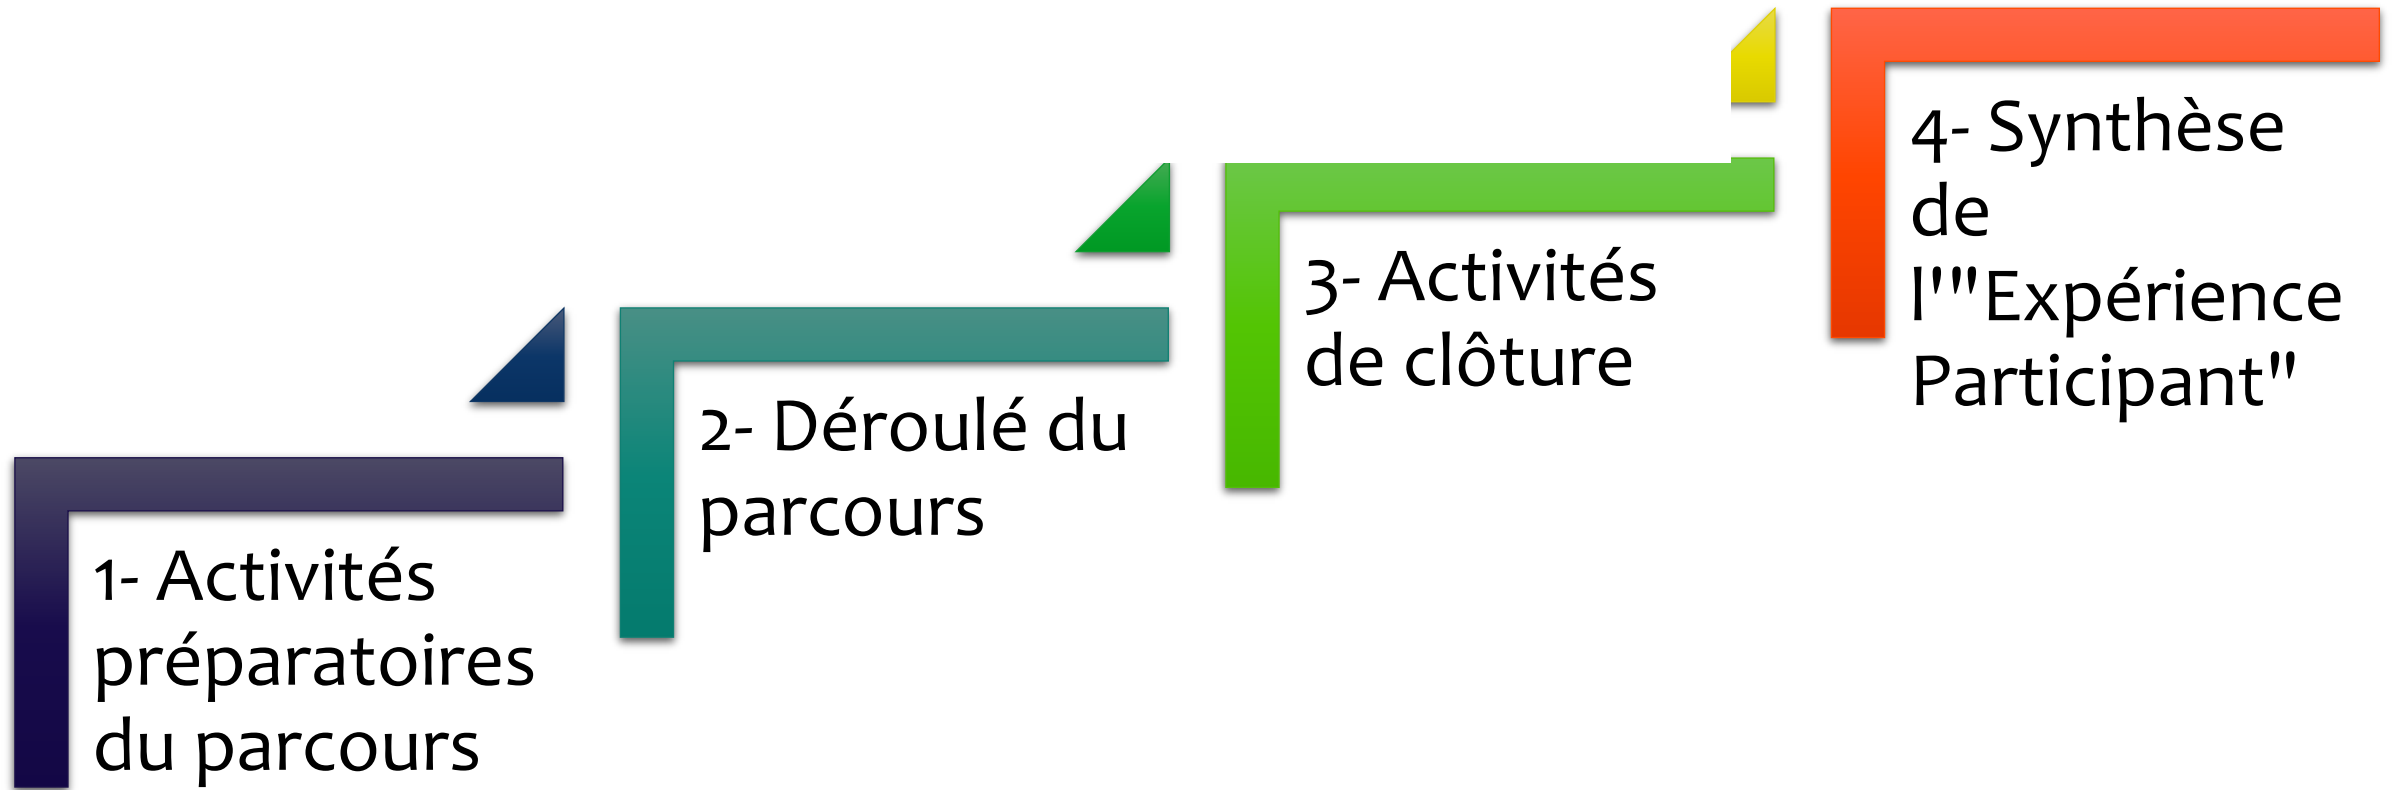 1- Activités
préparatoires
du parcours
2- Déroulé du
parcours
3- Activités
de clôture
4- Synthèse
de
l'"Expérience
Participant"